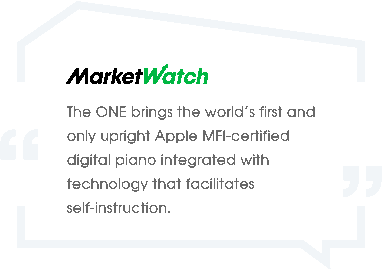 MarketWatch
The ONE brings the world's first and
only upright Apple MFI-certified
digital piano integrated with
technology that facilitates
self-instruction.